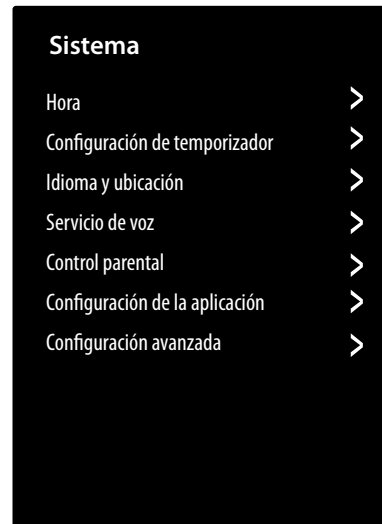 Sistema
Hora
Configuración de temporizador
Idioma y ubicación
Servicio de voz
Control parental
Configuración de la aplicación
Configuración avanzada